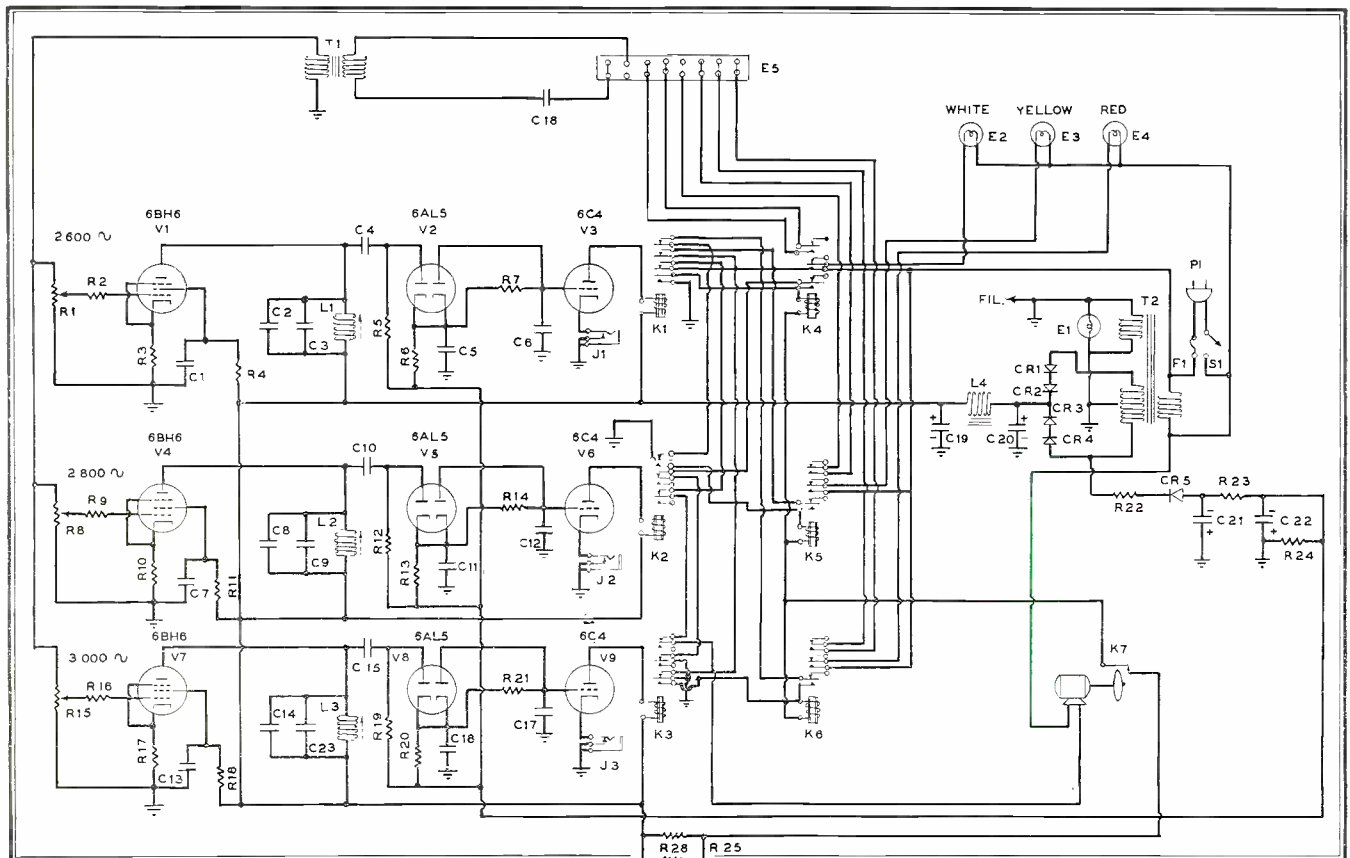 T1
E5
C18
WHITE YELLOW RED
E2 E3 E4
6BH6
V1
6AL5
V2
6C4
V3
2600 ~
C4
R1
R2
R3
C1
R4
C2
C3
L1
R5
R6
C5
R7
C6
J1
K1
K4
FIL.
E1
T2
P1
F1
S1
CR1
CR2
CR3
CR4
L4
C19
C20
6BH6
V4
C10
6AL5
V5
6C4
V6
2800 ~
R8
R9
R10
C7
R11
C8
C9
L2
R12
R13
C11
R14
C12
J2
K2
K5
R22
CR5
R23
C21
C22
R24
6BH6
V7
C15
V8
6AL5
6C4
V9
3000 ~
R15
R16
R17
C13
R18
C14
C23
L3
R19
R20
C18
R21
C17
J3
K3
K6
K7
R28
R25